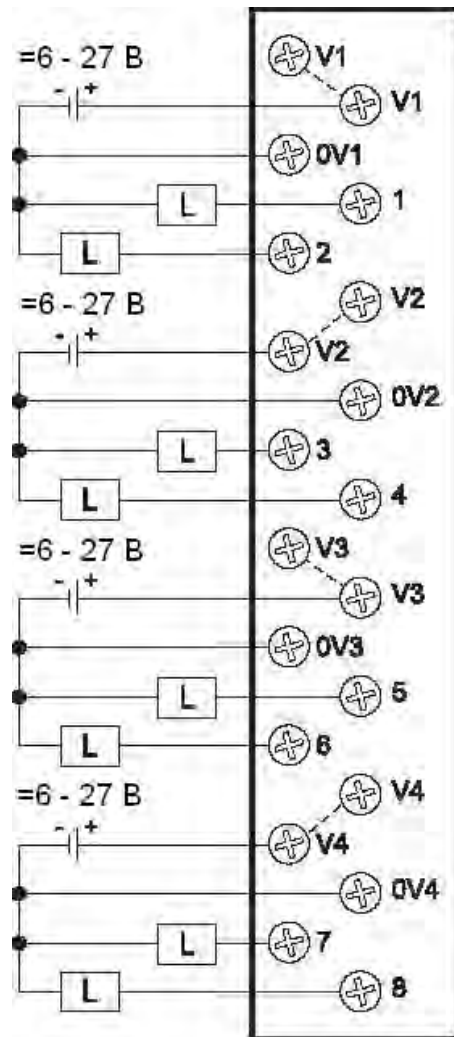 V1
=6 - 27 В
- + V1
0V1
L 1
L 2
V2
=6 - 27 В
- + V2
0V2
L 3
L 4
V3
=6 - 27 В
- + V3
0V3
L 5
L 6
V4
=6 - 27 В
- + V4
0V4
L 7
L 8